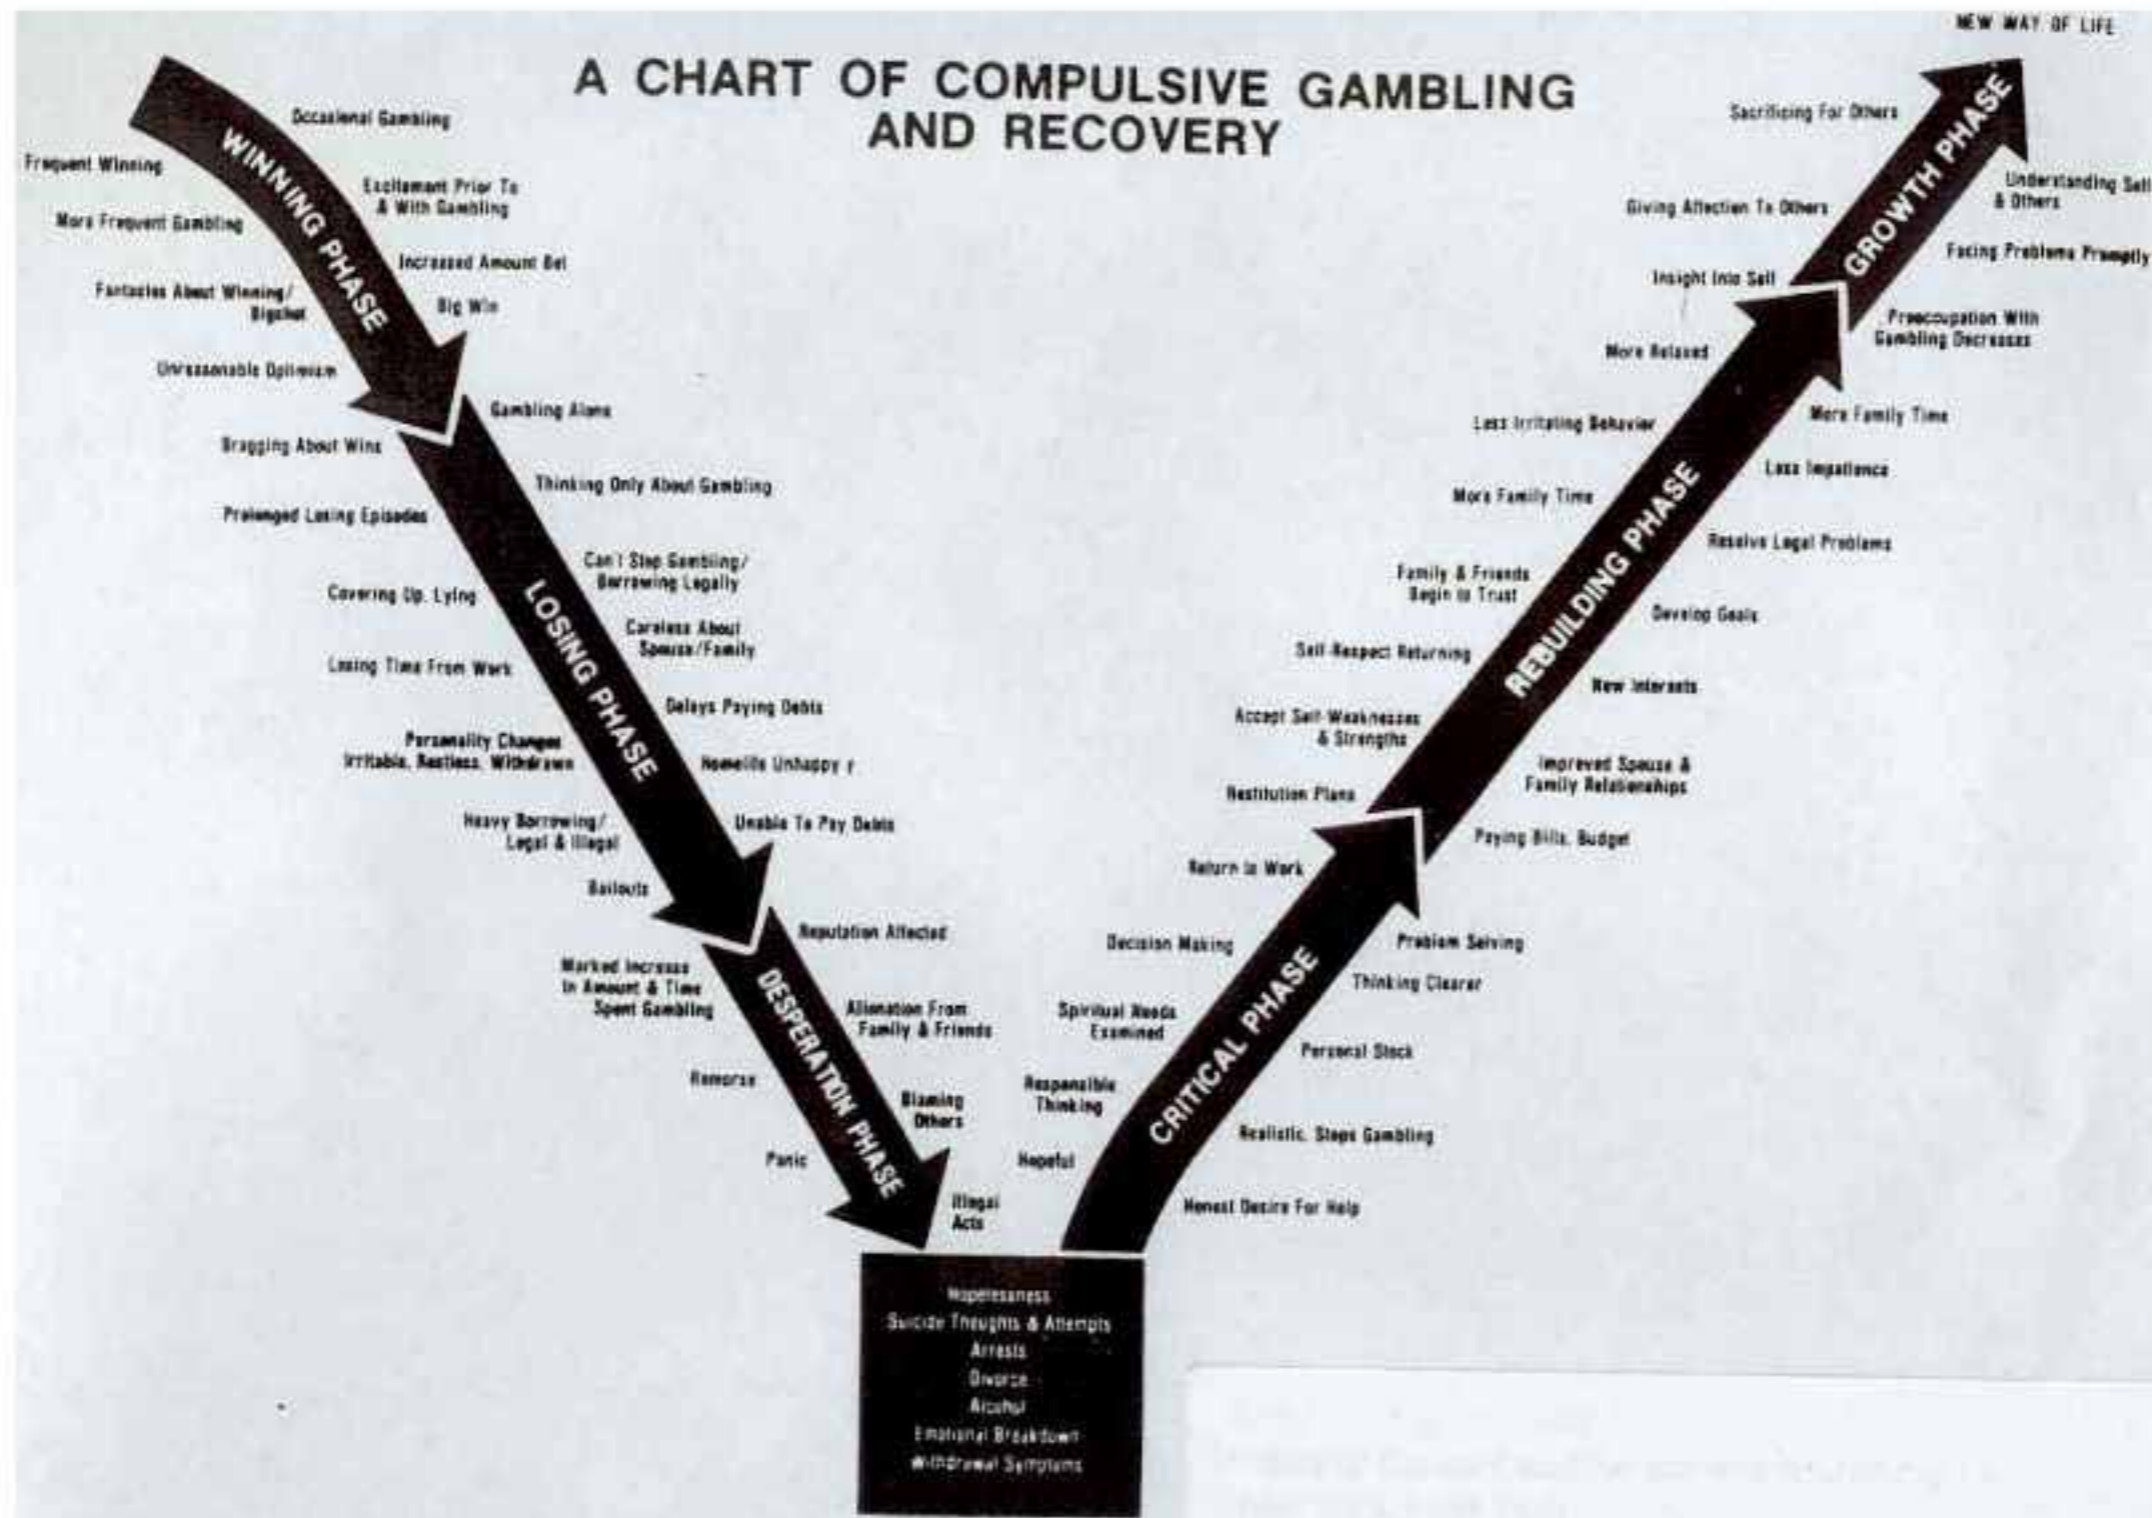 NEW WAY OF LIFE
A CHART OF COMPULSIVE GAMBLING
AND RECOVERY
WINNING PHASE
Occasional Gambling
Frequent Winning
Excitement Prior To
& With Gambling
More Frequent Gambling
Increased Amount Bet
Fantasies About Winning/
Bigshot
Big Win
Unreasonable Optimism
Gambling Alone
Bragging About Wins
LOSING PHASE
Thinking Only About Gambling
Prolonged Losing Episodes
Can't Stop Gambling/
Borrowing Legally
Covering Up, Lying
Careless About
Spouse/Family
Losing Time From Work
Delays Paying Debts
Personality Changes
Irritable, Restless, Withdrawn
Homelife Unhappy
Heavy Borrowing/
Legal & Illegal
Unable To Pay Debts
Bailouts
DESPERATION PHASE
Reputation Affected
Marked Increase
In Amount & Time
Spent Gambling
Alienation From
Family & Friends
Remorse
Blaming
Others
Panic
Illegal
Acts
Hopelessness
Suicide Thoughts & Attempts
Arrests
Divorce
Alcohol
Emotional Breakdown
Withdrawal Symptoms
CRITICAL PHASE
Honest Desire For Help
Hopeful
Realistic, Stops Gambling
Responsible
Thinking
Personal Stock
Spiritual Needs
Examined
Thinking Clearer
Decision Making
Problem Solving
Return to Work
REBUILDING PHASE
Paying Bills, Budget
Restitution Plans
Improved Spouse &
Family Relationships
Accept Self-Weaknesses
& Strengths
New Interests
Self-Respect Returning
Develop Goals
Family & Friends
Begin to Trust
Resolve Legal Problems
More Family Time
Less Impatience
Less Irritating Behavior
More Family Time
More Relaxed
GROWTH PHASE
Preoccupation With
Gambling Decreases
Insight Into Self
Facing Problems Promptly
Giving Affection To Others
Understanding Self
& Others
Sacrificing For Others